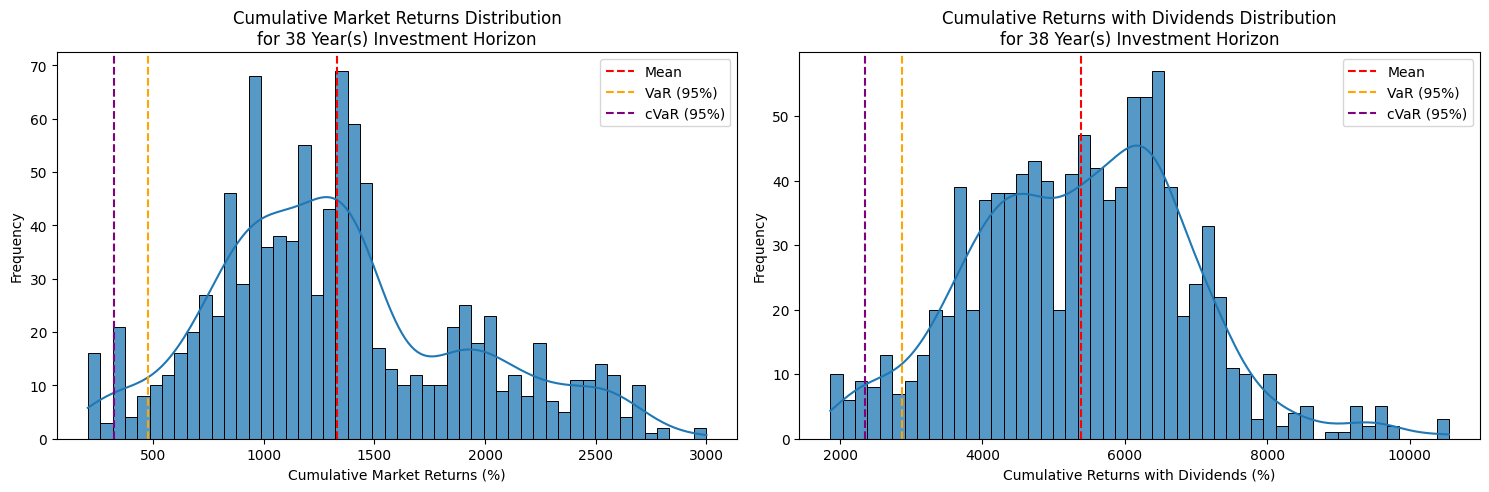 Cumulative Market Returns Distribution
for 38 Year(s) Investment Horizon
Mean
VaR (95%)
cVaR (95%)
Frequency
70
60
50
40
30
20
10
0
500
1000
1500
2000
2500
3000
Cumulative Market Returns (%)
Cumulative Returns with Dividends Distribution
for 38 Year(s) Investment Horizon
Mean
VaR (95%)
cVaR (95%)
Frequency
50
40
30
20
10
0
2000
4000
6000
8000
10000
Cumulative Returns with Dividends (%)